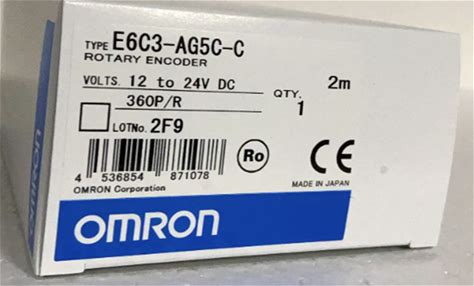 TYPE E6C3-AG5C-C
ROTARY ENCODER
VOLTS. 12 to 24V DC 2m
360P/R QTY. 1
LOTNo. 2F9
Ro CE
4 536854 871078
OMRON Corporation MADE IN JAPAN
OMRON